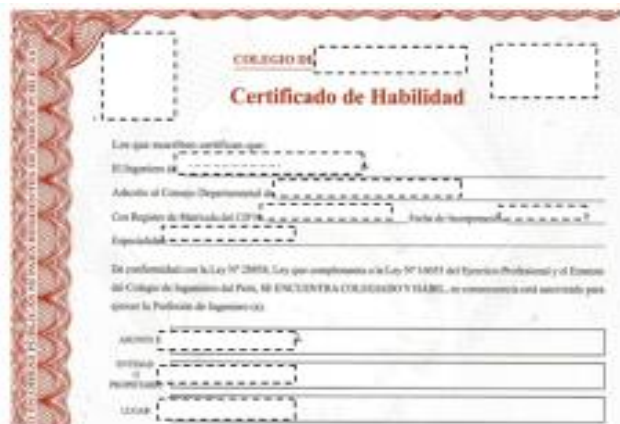 COLEGIO DE
Certificado de Habilidad
Los que suscriben certifican que:
El Ingeniero
Adscrito al Consejo Departamental de
Con Registro de Matrícula del CIP N° Fecha de Incorporación
Especialidad
De conformidad con la Ley N° 28858, Ley que complementa a la Ley N° 16053 del Ejercicio Profesional y el Estatuto
del Colegio de Ingenieros del Perú, SE ENCUENTRA COLEGIADO Y HABIL, en consecuencia está autorizado para
ejercer la Profesión de Ingeniero (a).
ASUNTO
ENTIDAD
O
PROPIETARIO
LUGAR